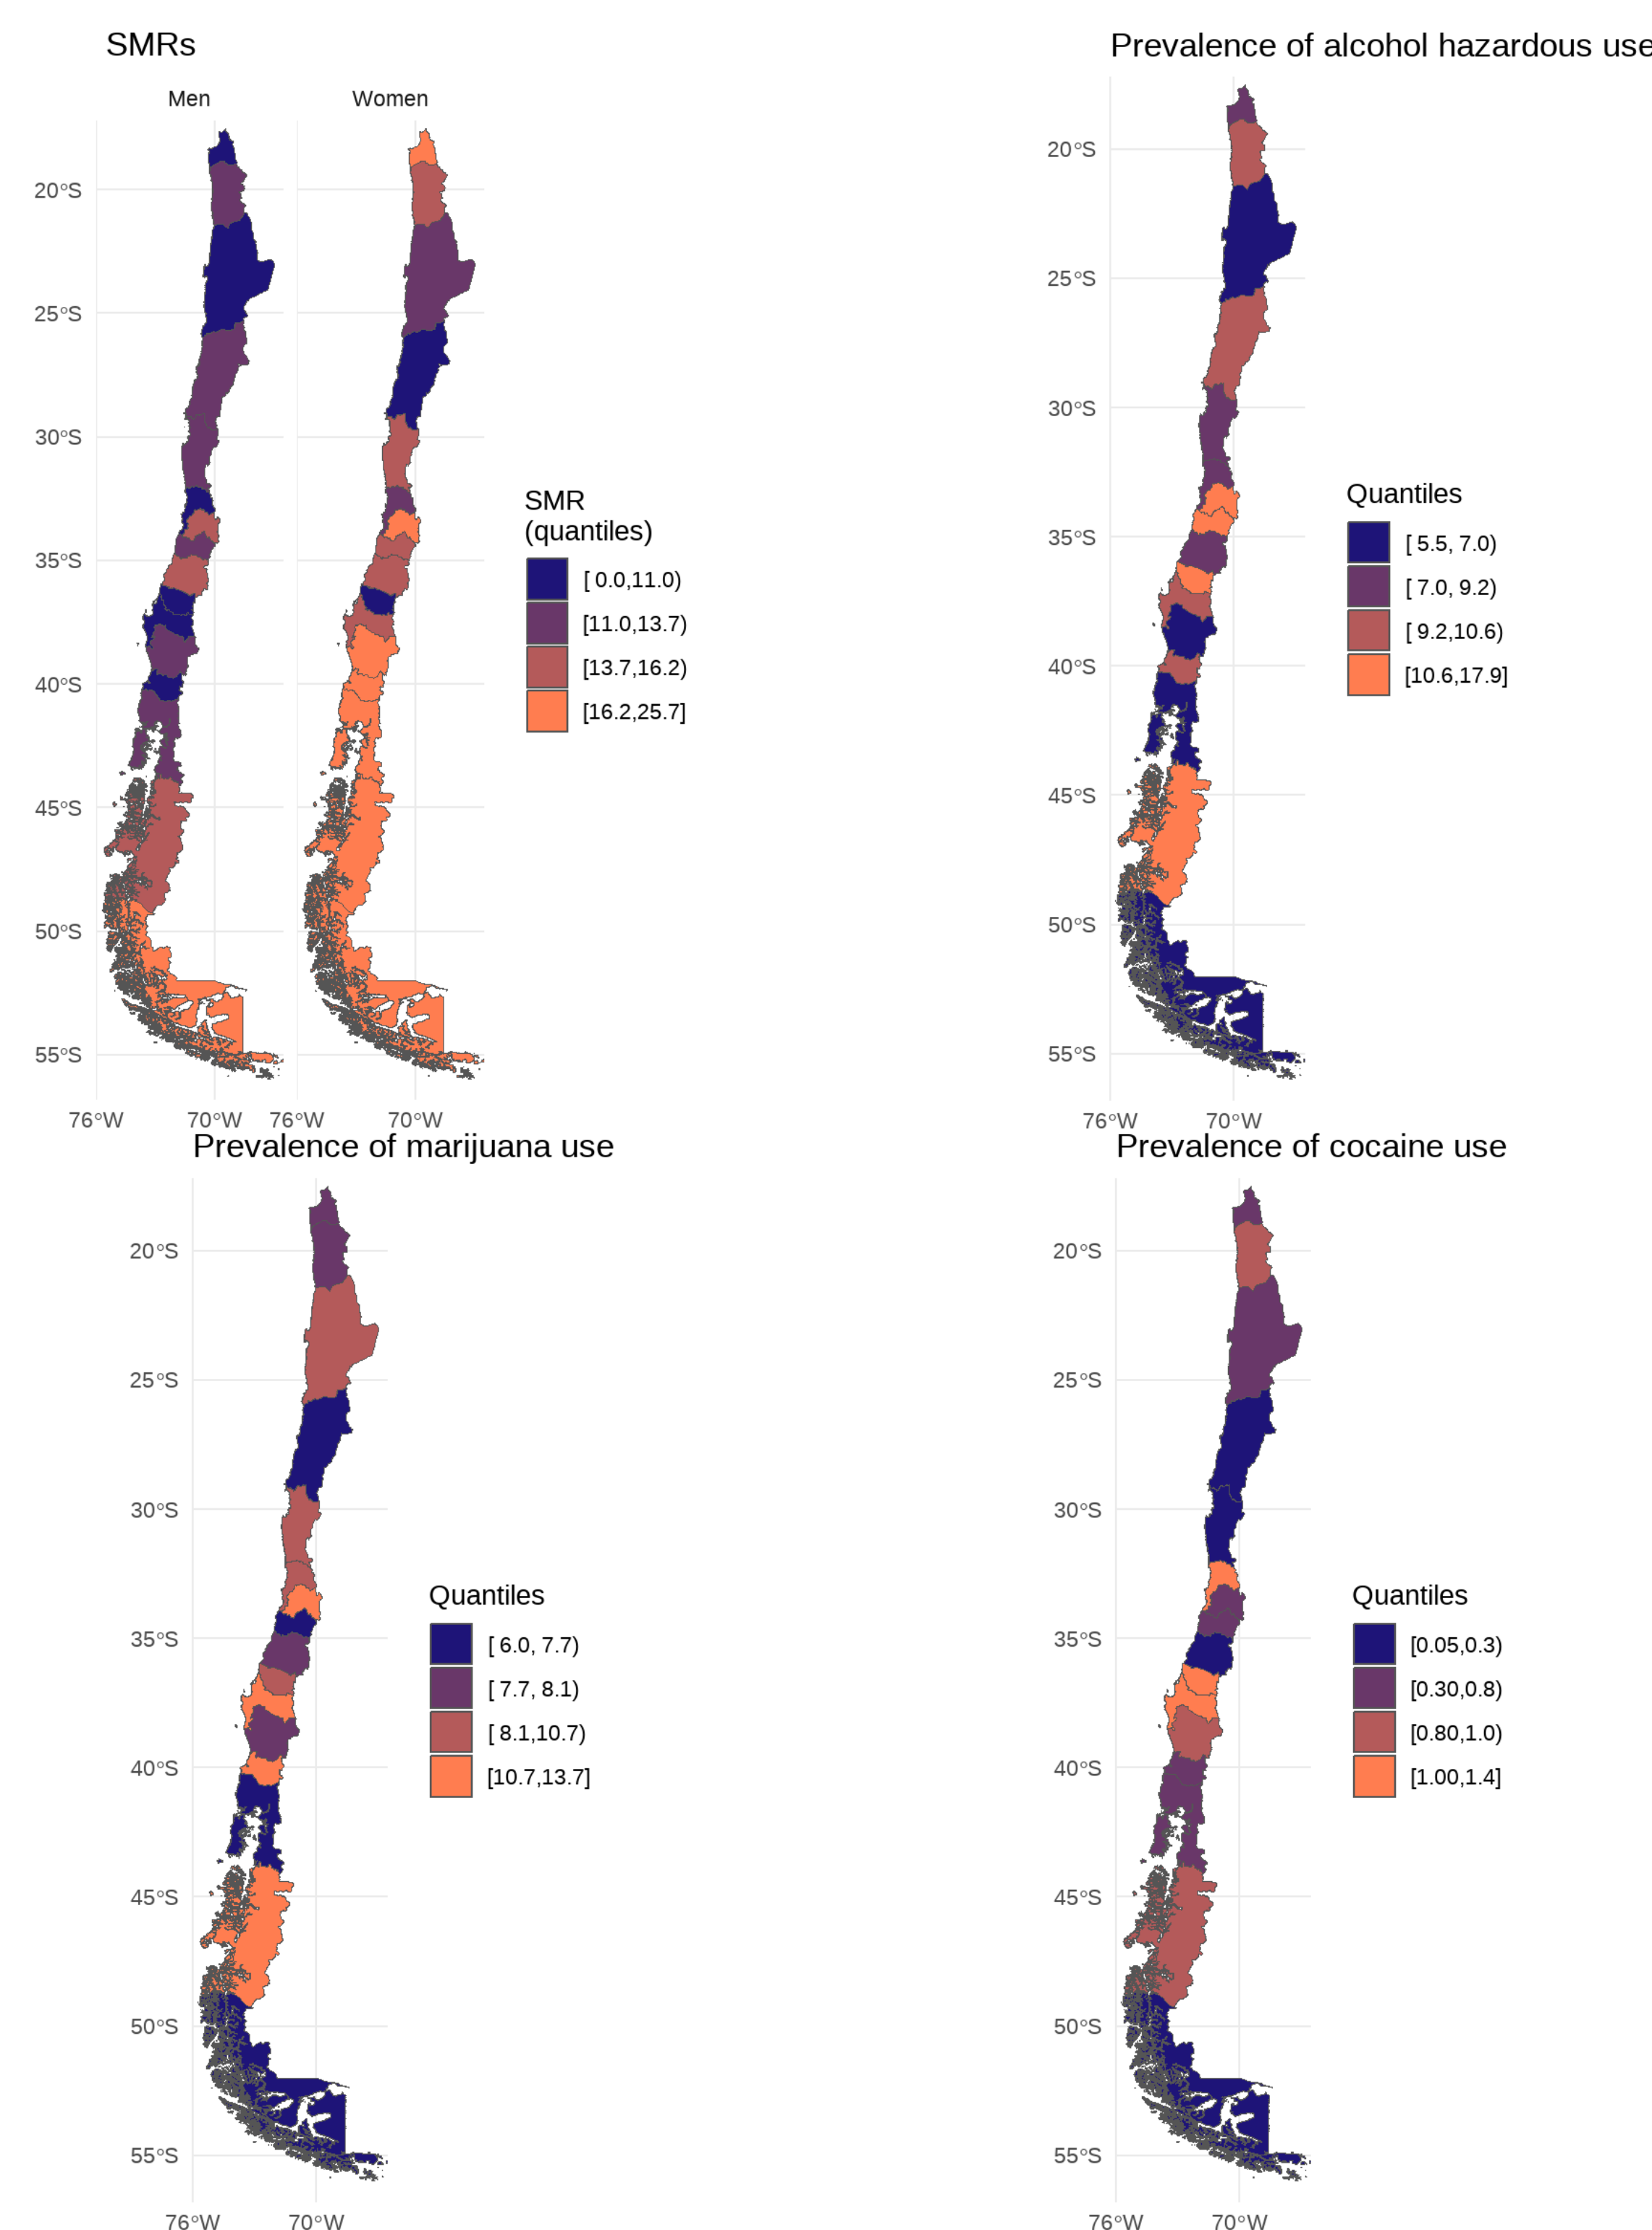 SMRs
Men
Women
20°S
25°S
30°S
35°S
40°S
45°S
50°S
55°S
76°W
70°W
76°W
70°W
SMR
(quantiles)
[ 0.0,11.0)
[11.0,13.7)
[13.7,16.2)
[16.2,25.7]
Prevalence of alcohol hazardous use
20°S
25°S
30°S
35°S
40°S
45°S
50°S
55°S
76°W
70°W
Quantiles
[ 5.5, 7.0)
[ 7.0, 9.2)
[ 9.2,10.6)
[10.6,17.9]
Prevalence of marijuana use
20°S
25°S
30°S
35°S
40°S
45°S
50°S
55°S
76°W
70°W
Quantiles
[ 6.0, 7.7)
[ 7.7, 8.1)
[ 8.1,10.7)
[10.7,13.7]
Prevalence of cocaine use
20°S
25°S
30°S
35°S
40°S
45°S
50°S
55°S
76°W
70°W
Quantiles
[0.05,0.3)
[0.30,0.8)
[0.80,1.0)
[1.00,1.4]